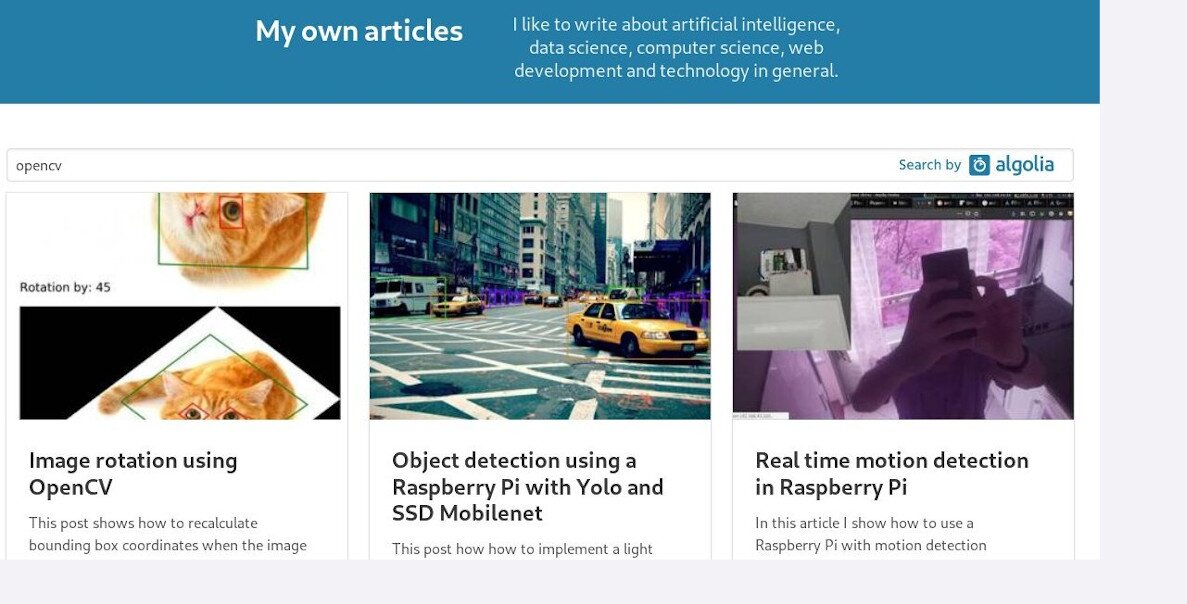 My own articles
I like to write about artificial intelligence,
data science, computer science, web
development and technology in general.
opencv
Search by algolia
Rotation by: 45
Image rotation using
OpenCV
This post shows how to recalculate
bounding box coordinates when the image
Object detection using a
Raspberry Pi with Yolo and
SSD Mobilenet
This post how how to implement a light
Real time motion detection
in Raspberry Pi
In this article I show how to use a
Raspberry Pi with motion detection